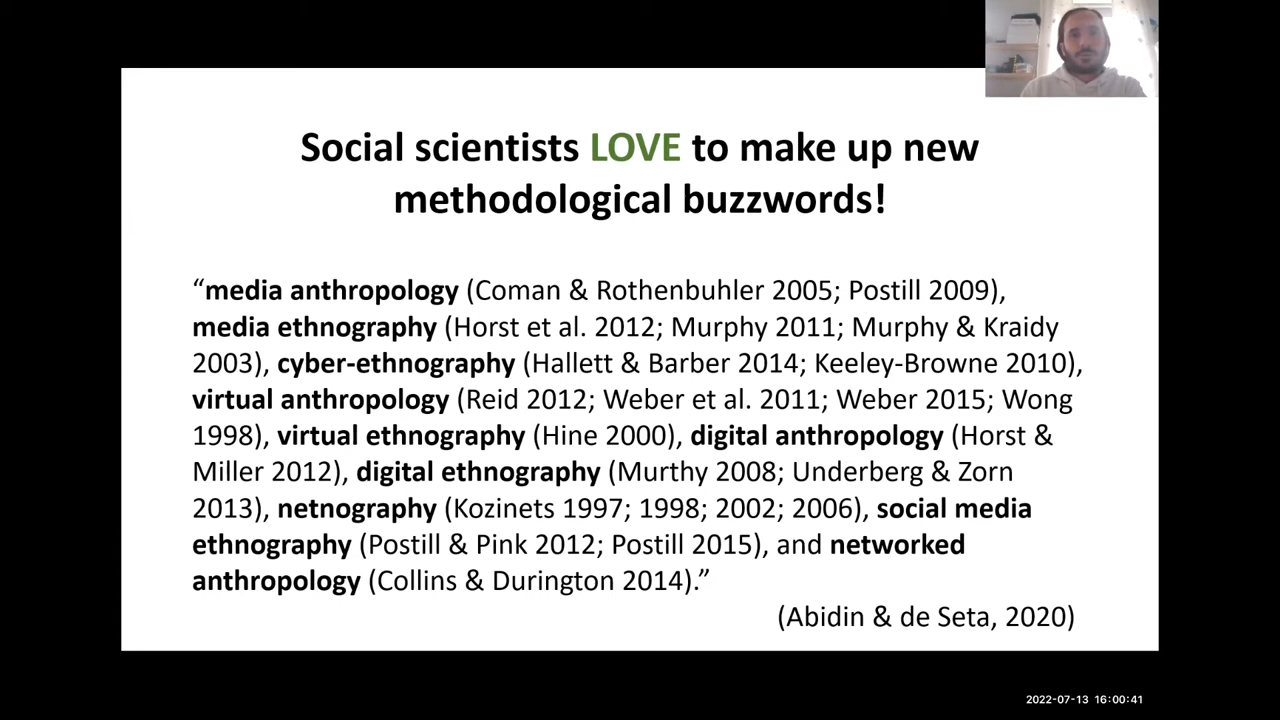 Social scientists LOVE to make up new
methodological buzzwords!
“media anthropology (Coman & Rothenbuhler 2005; Postill 2009),
media ethnography (Horst et al. 2012; Murphy 2011; Murphy & Kraidy
2003), cyber-ethnography (Hallett & Barber 2014; Keeley-Browne 2010),
virtual anthropology (Reid 2012; Weber et al. 2011; Weber 2015; Wong
1998), virtual ethnography (Hine 2000), digital anthropology (Horst &
Miller 2012), digital ethnography (Murthy 2008; Underberg & Zorn
2013), netnography (Kozinets 1997; 1998; 2002; 2006), social media
ethnography (Postill & Pink 2012; Postill 2015), and networked
anthropology (Collins & Durington 2014).”
(Abidin & de Seta, 2020)
2022-07-13 16:00:41